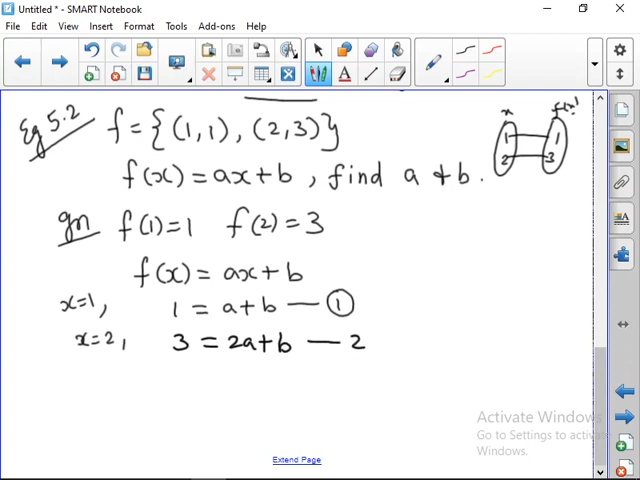 Untitled * - SMART Notebook
File Edit View Insert Format Tools Add-ons Help
Eg 5.2 f = {(1,1), (2,3)}
x f(x)
1 1
2 3
f(x) = ax+b, find a & b.
gn f(1)=1 f(2)=3
f(x) = ax+b
x=1, 1 = a+b — ①
x=2, 3 = 2a+b — 2
Activate Windows
Go to Settings to activate
Windows.
Extend Page